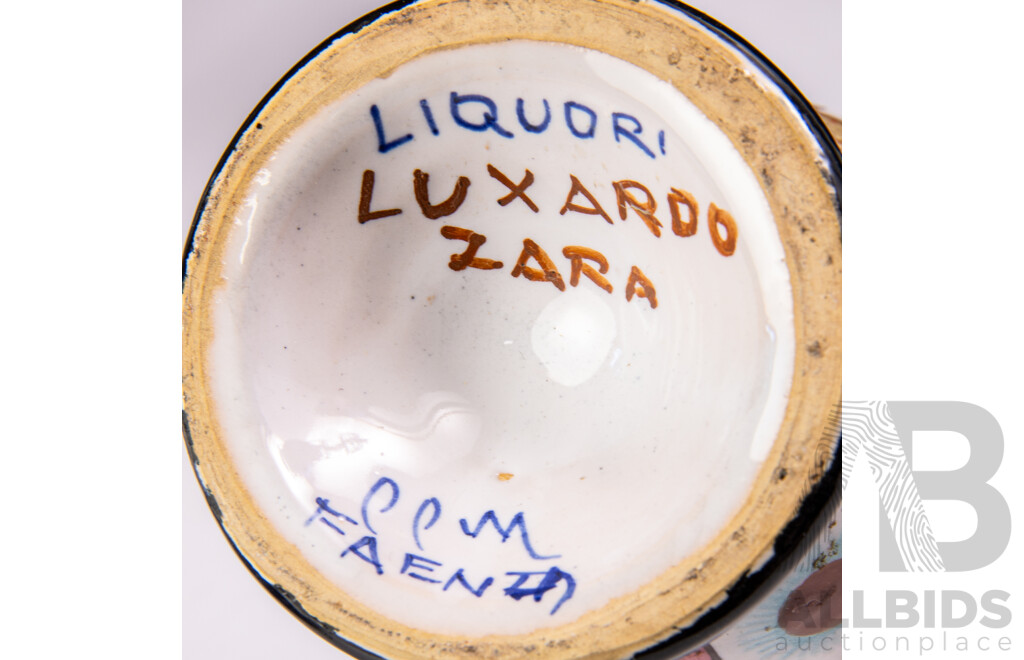 LIQUORI
LUXARDO
ZARA
FAENZA
ALLBIDS
auctionplace